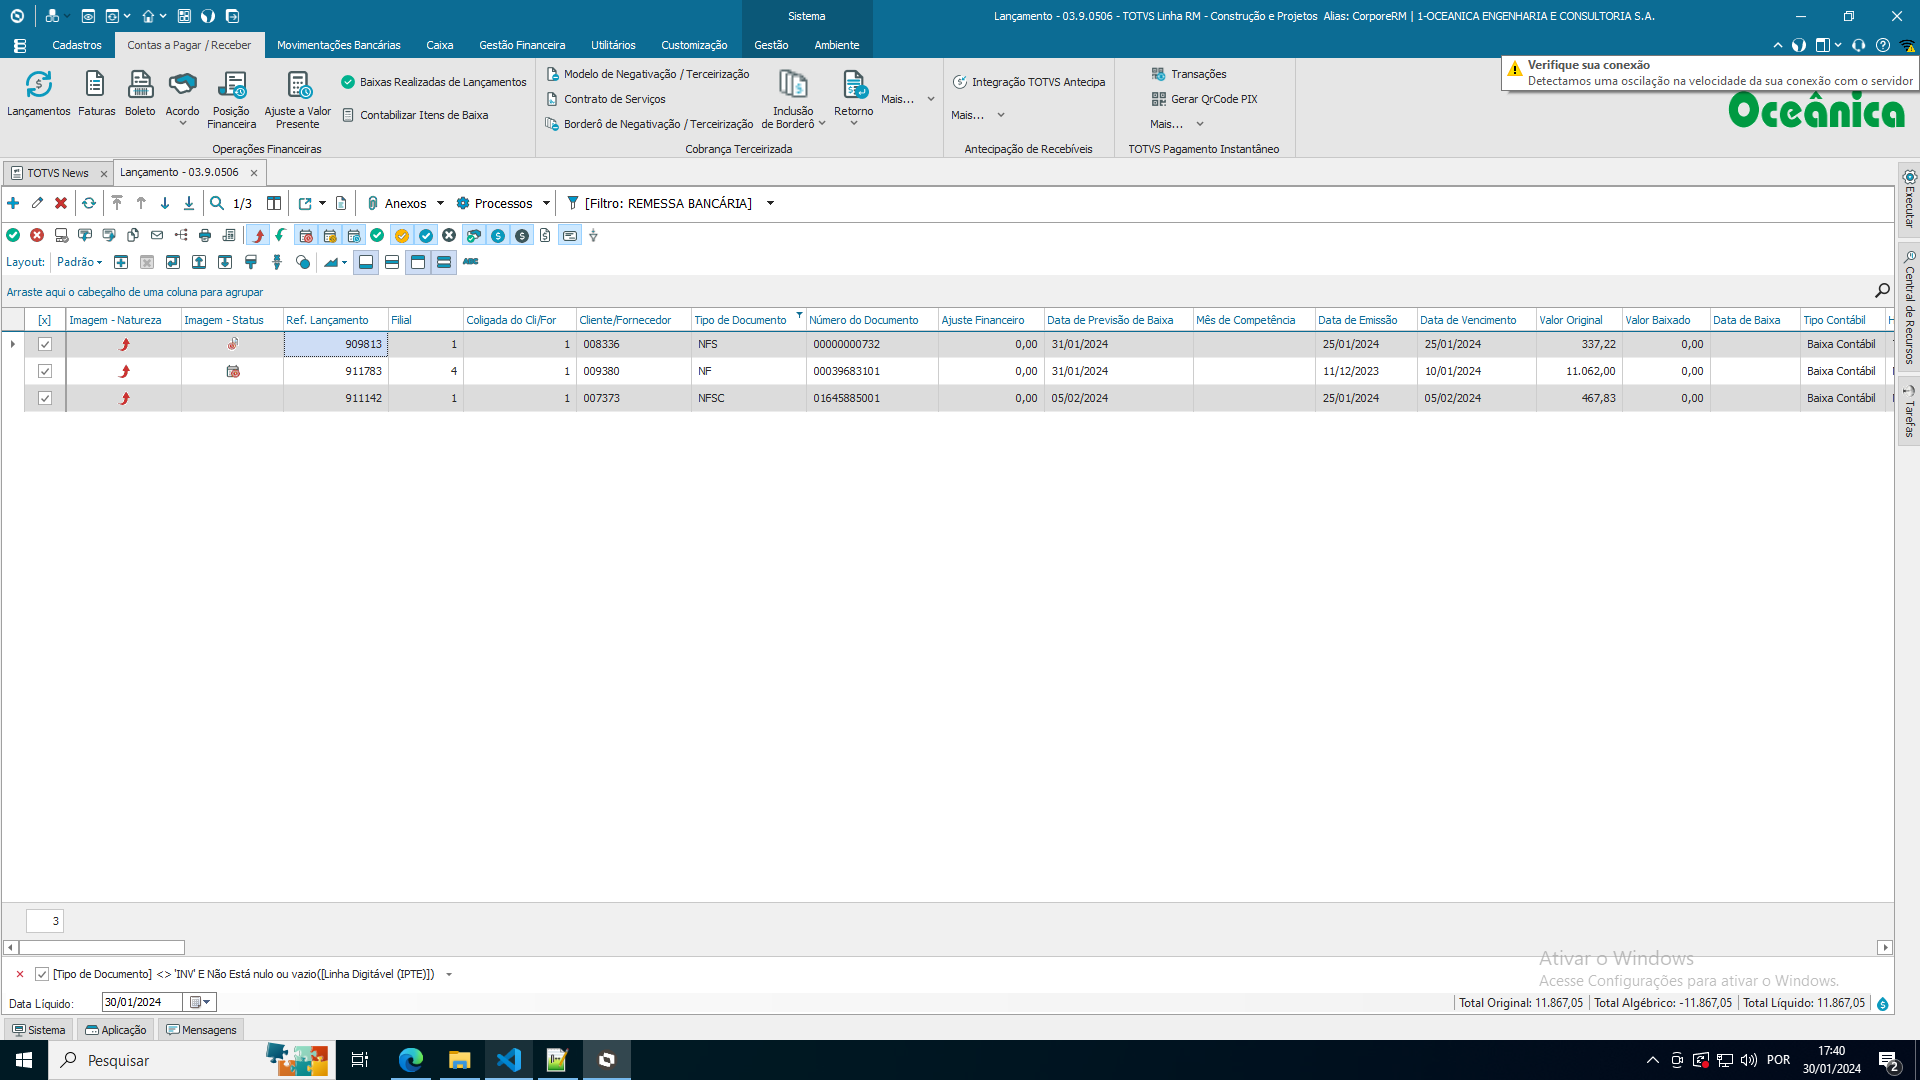 Sistema
Lançamento - 03.9.0506 - TOTVS Linha RM - Construção e Projetos  Alias: CorporeRM | 1-OCEANICA ENGENHARIA E CONSULTORIA S.A.
Cadastros
Contas a Pagar / Receber
Movimentações Bancárias
Caixa
Gestão Financeira
Utilitários
Customização
Gestão
Ambiente
Verifique sua conexão
Detectamos uma oscilação na velocidade da sua conexão com o servidor
Lançamentos
Faturas
Boleto
Acordo
Posição Financeira
Ajuste a Valor Presente
Baixas Realizadas de Lançamentos
Contabilizar Itens de Baixa
Operações Financeiras
Modelo de Negativação / Terceirização
Contrato de Serviços
Borderô de Negativação / Terceirização
Inclusão de Borderô
Retorno
Mais...
Cobrança Terceirizada
Integração TOTVS Antecipa
Mais...
Antecipação de Recebíveis
Transações
Gerar QrCode PIX
Mais...
TOTVS Pagamento Instantâneo
Oceânica
TOTVS News
Lançamento - 03.9.0506
1/3
Anexos
Processos
[Filtro: REMESSA BANCÁRIA]
Layout:
Padrão
ABC
Arraste aqui o cabeçalho de uma coluna para agrupar
[x] Imagem - Natureza Imagem - Status Ref. Lançamento Filial Coligada do Cli/For Cliente/Fornecedor Tipo de Documento Número do Documento Ajuste Financeiro Data de Previsão de Baixa Mês de Competência Data de Emissão Data de Vencimento Valor Original Valor Baixado Data de Baixa Tipo Contábil
909813 1 1 008336 NFS 00000000732 0,00 31/01/2024 25/01/2024 25/01/2024 337,22 0,00 Baixa Contábil
911783 4 1 009380 NF 00039683101 0,00 31/01/2024 11/12/2023 10/01/2024 11.062,00 0,00 Baixa Contábil
911142 1 1 007373 NFSC 01645885001 0,00 05/02/2024 25/01/2024 05/02/2024 467,83 0,00 Baixa Contábil
Executar
Central de Recursos
Tarefas
3
[Tipo de Documento] <> 'INV' E Não Está nulo ou vazio([Linha Digitável (IPTE)])
Ativar o Windows
Acesse Configurações para ativar o Windows.
Data Líquido: 30/01/2024
Total Original: 11.867,05
Total Algébrico: -11.867,05
Total Líquido: 11.867,05
Sistema
Aplicação
Mensagens
Pesquisar
POR
17:40
30/01/2024
2